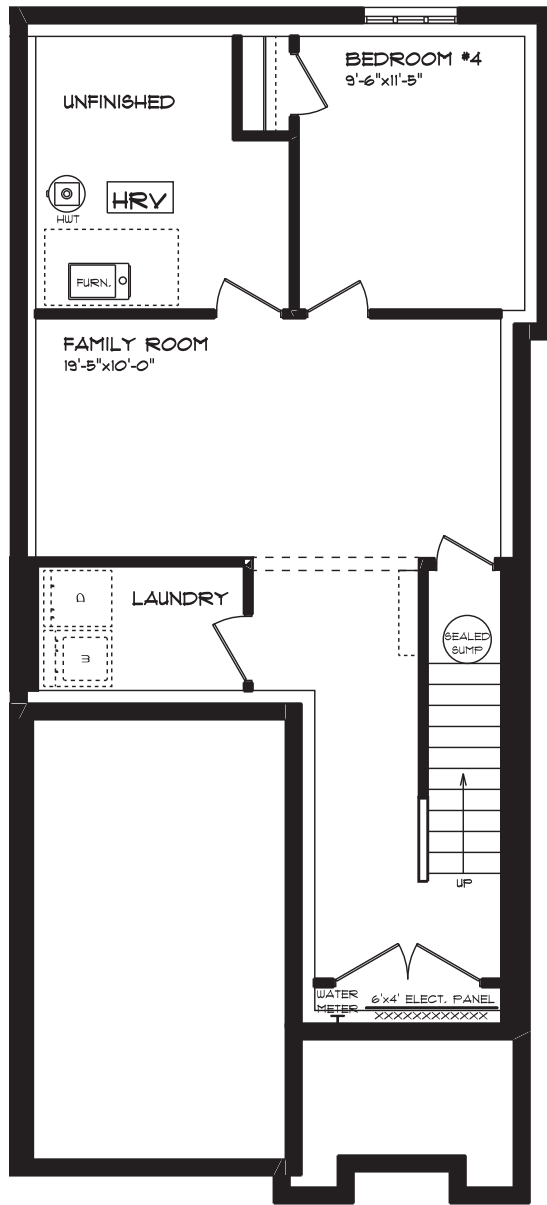 BEDROOM #4
9'-6"x11'-5"
UNFINISHED
HRV
HWT
FURN.
FAMILY ROOM
19'-5"x10'-0"
LAUNDRY
D
W
SEALED
SUMP
UP
WATER
METER
6'x4' ELECT. PANEL